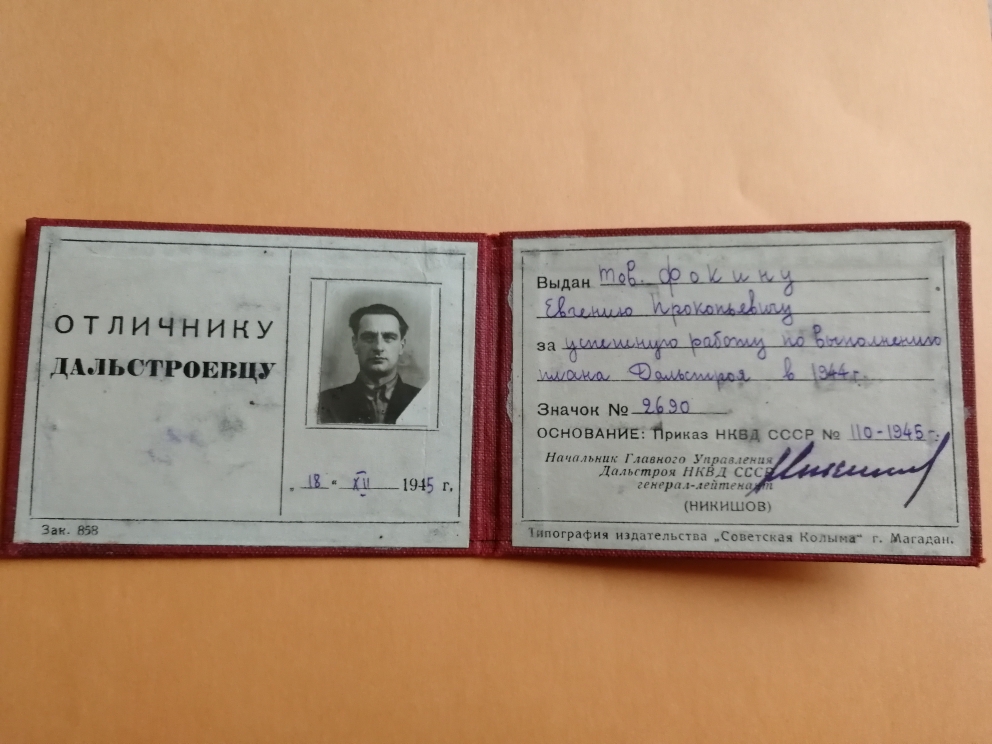 ОТЛИЧНИКУ
ДАЛЬСТРОЕВЦУ
„18“ XII 1945 г.
Зак. 858
Выдан тов. Фокину
Евгению Прокопьевичу
за успешную работу по выполнению
плана Дальстроя в 1944г.
Значок № 2690
ОСНОВАНИЕ: Приказ НКВД СССР № 110-1945 г.
Начальник Главного Управления
Дальстроя НКВД СССР
генерал-лейтенант
(НИКИШОВ)
Типография издательства „Советская Колыма“ г. Магадан.